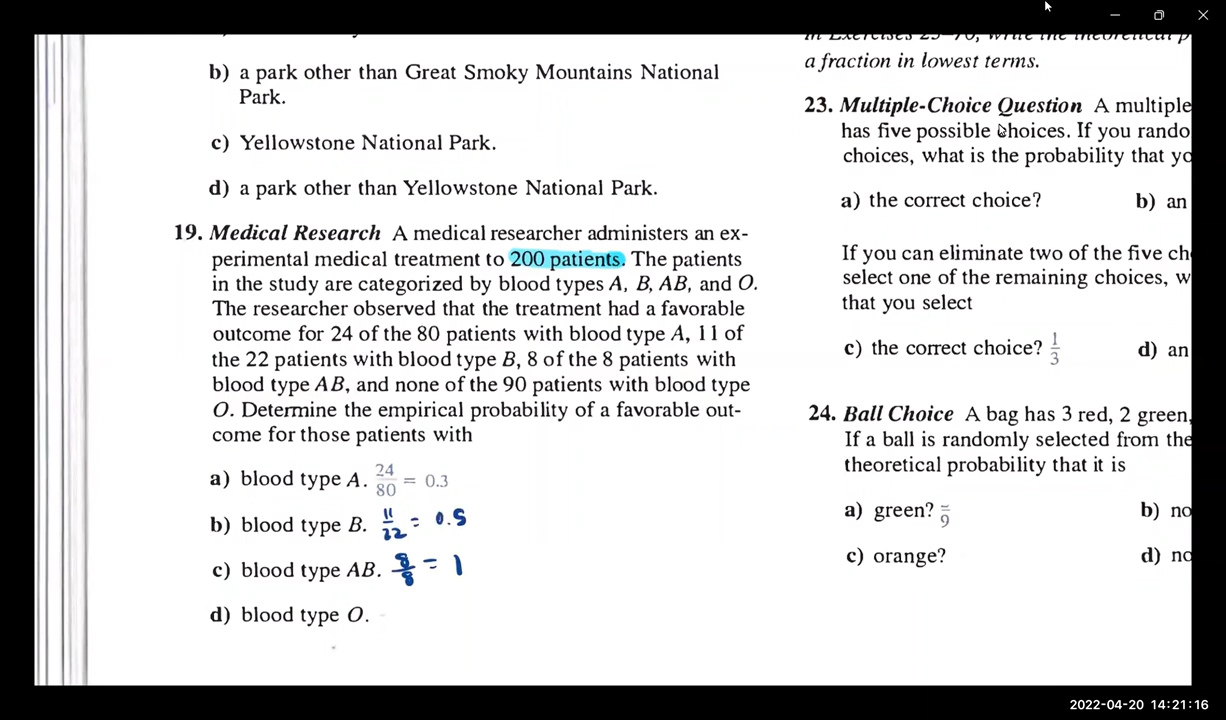 b) a park other than Great Smoky Mountains National
Park.
c) Yellowstone National Park.
d) a park other than Yellowstone National Park.
19. Medical Research A medical researcher administers an ex-
perimental medical treatment to 200 patients. The patients
in the study are categorized by blood types A, B, AB, and O.
The researcher observed that the treatment had a favorable
outcome for 24 of the 80 patients with blood type A, 11 of
the 22 patients with blood type B, 8 of the 8 patients with
blood type AB, and none of the 90 patients with blood type
O. Determine the empirical probability of a favorable out-
come for those patients with
a) blood type A. 24/80 = 0.3
b) blood type B. 11/22 = 0.5
c) blood type AB. 8/8 = 1
d) blood type O.
a fraction in lowest terms.
23. Multiple-Choice Question A multiple
has five possible choices. If you rando
choices, what is the probability that yo
a) the correct choice? b) an
If you can eliminate two of the five ch
select one of the remaining choices, w
that you select
c) the correct choice? 1/3 d) an
24. Ball Choice A bag has 3 red, 2 green,
If a ball is randomly selected from the
theoretical probability that it is
a) green? 9 b) no
c) orange? d) no
2022-04-20 14:21:16